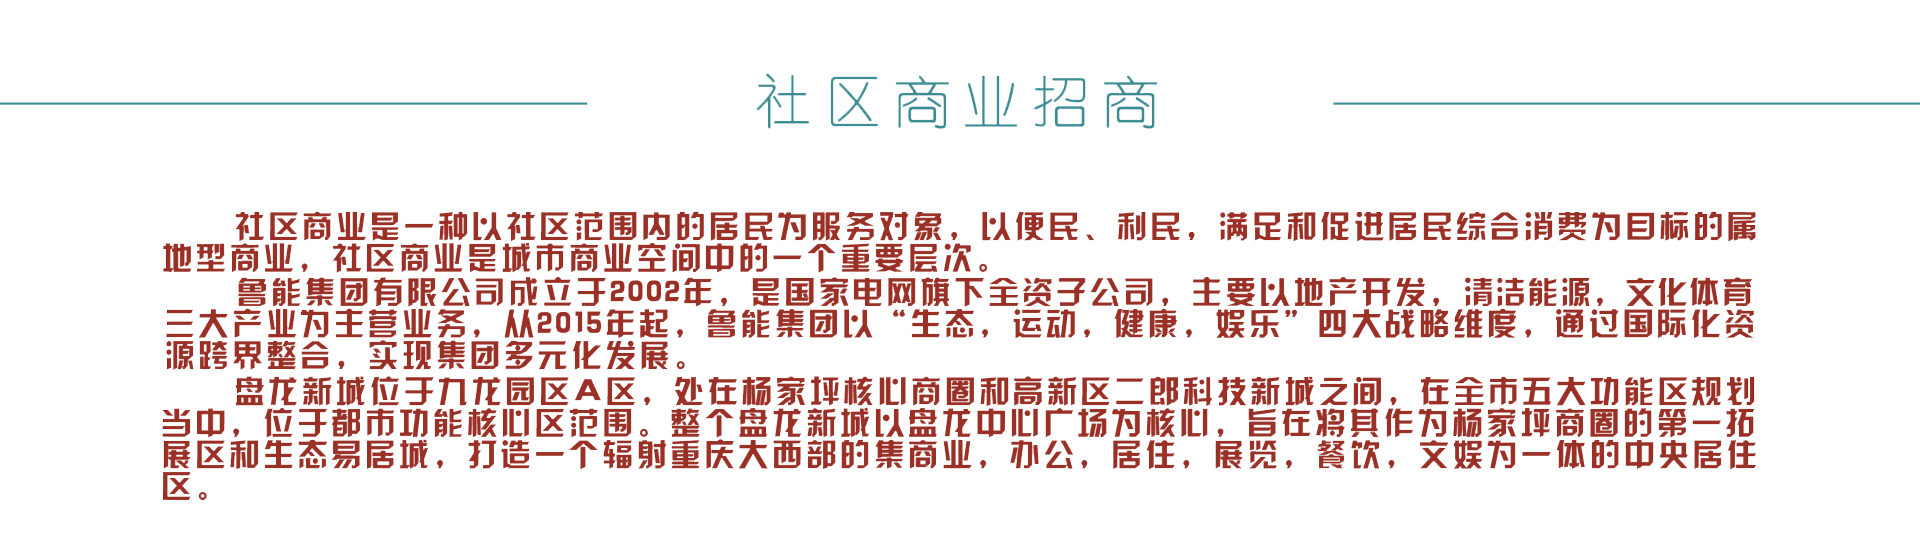 社区商业招商
社区商业是一种以社区范围内的居民为服务对象，以便民、利民，满足和促进居民综合消费为目标的属
地型商业，社区商业是城市商业空间中的一个重要层次。
鲁能集团有限公司成立于2002年，是国家电网旗下全资子公司，主要以地产开发，清洁能源，文化体育
三大产业为主营业务，从2015年起，鲁能集团以“生态，运动，健康，娱乐”四大战略维度，通过国际化资
源跨界整合，实现集团多元化发展。
盘龙新城位于九龙园区A区，处在杨家坪核心商圈和高新区二郎科技新城之间，在全市五大功能区规划
当中，位于都市功能核心区范围。整个盘龙新城以盘龙中心广场为核心，旨在将其作为杨家坪商圈的第一拓
展区和生态易居城，打造一个辐射重庆大西部的集商业，办公，居住，展览，餐饮，文娱为一体的中央居住
区。